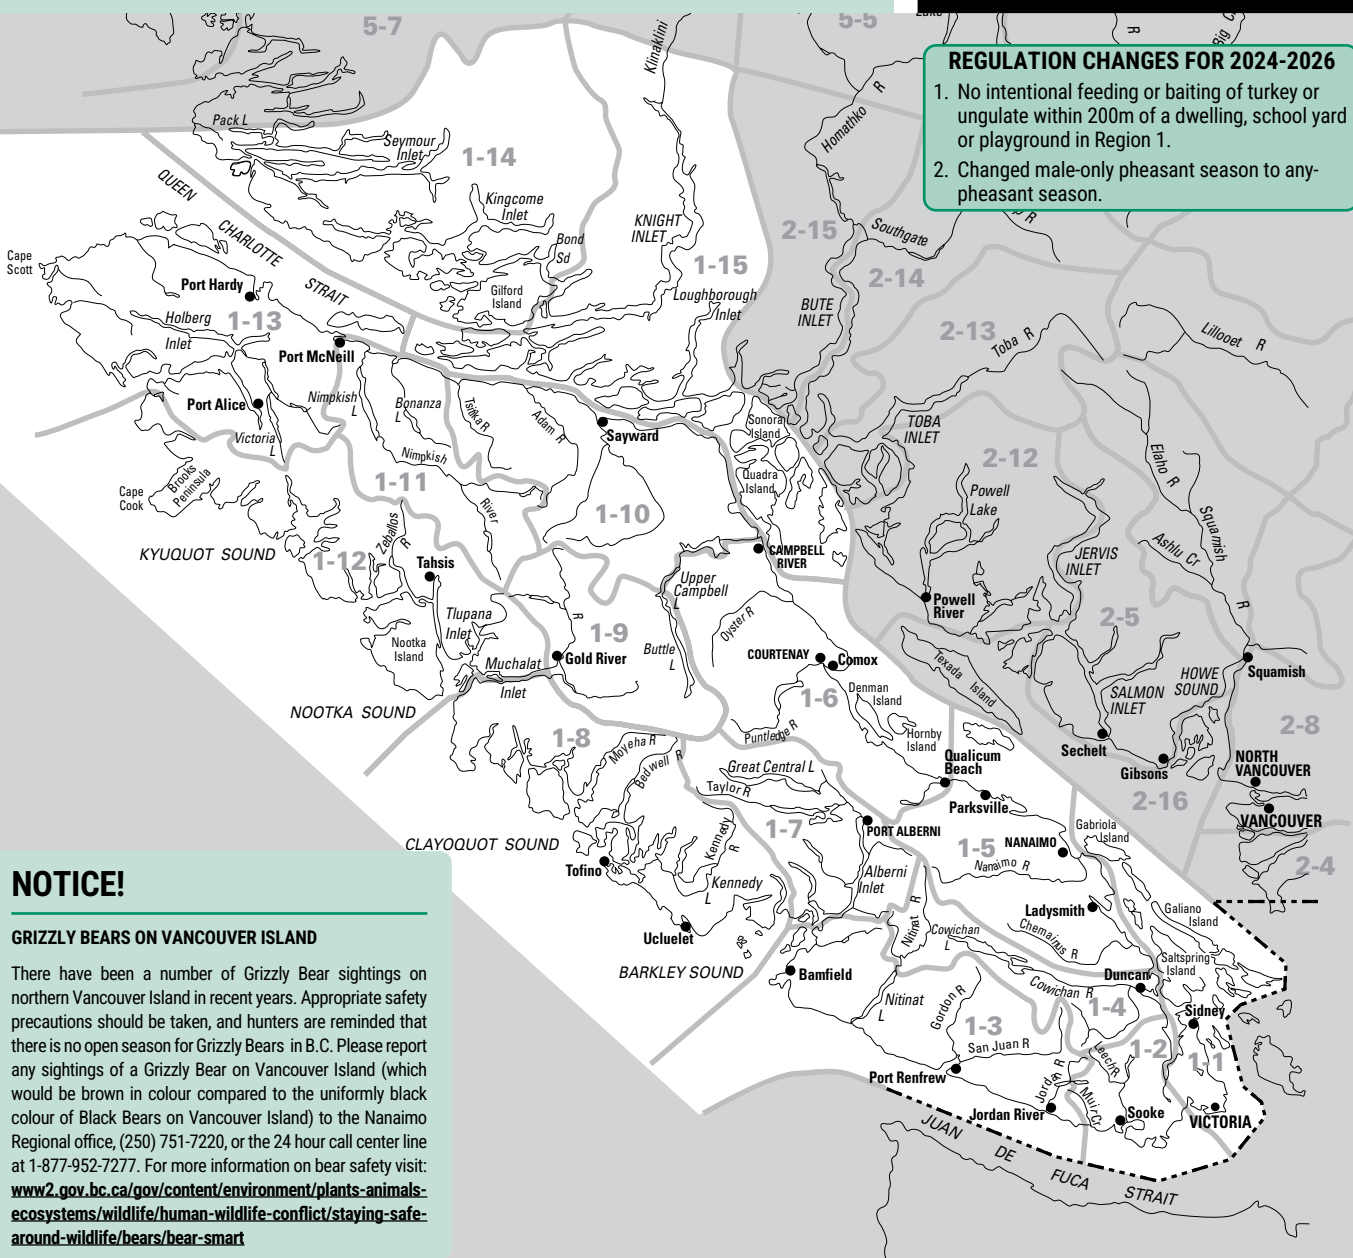 5-7
5-5
Lake
R
Big C
Klinaklini
REGULATION CHANGES FOR 2024-2026
1. No intentional feeding or baiting of turkey or
ungulate within 200m of a dwelling, school yard
or playground in Region 1.
2. Changed male-only pheasant season to any-
pheasant season.
R
Homathko R
Pack L
Seymour
Inlet
1-14
QUEEN
CHARLOTTE
STRAIT
Kingcome
Inlet
KNIGHT
INLET
Bond
Sd
2-15
Southgate
Cape
Scott
1-15
2-14
Port Hardy
Gilford
Island
Loughborough
Inlet
BUTE
INLET
Holberg
Inlet
1-13
2-13
Toba R
Lillooet R
Port McNeill
Port Alice
Nimpkish
L
Bonanza
L
Tsitika R
Adam R
Sayward
Sonora
Island
TOBA
INLET
Victoria
L
Nimpkish
River
Quadra
Island
2-12
Elaho R
Brooks
Peninsula
1-11
Powell
Lake
Cape
Cook
1-10
Squamish
R
Zeballos
R
Ashlu Cr
KYUQUOT SOUND
1-12
Tahsis
CAMPBELL
RIVER
JERVIS
INLET
Upper
Campbell
L
Powell
River
Tlupana
Inlet
R
Oyster R
2-5
Nootka
Island
1-9
Buttle
L
Gold River
COURTENAY
Comox
Texada
Island
Squamish
Muchalat
Inlet
1-6
Denman
Island
SALMON
INLET
HOWE
SOUND
NOOTKA SOUND
Hornby
Island
2-8
1-8
Moyeha R
Puntledge R
Qualicum
Beach
Sechelt
Gibsons
NORTH
VANCOUVER
Bedwell R
Great Central L
Taylor R
Parksville
2-16
VANCOUVER
1-7
PORT ALBERNI
Gabriola
Island
CLAYOQUOT SOUND
Kennedy
R
1-5
NANAIMO
Nanaimo R
2-4
Tofino
Alberni
Inlet
Kennedy
L
Ladysmith
Galiano
Island
Ucluelet
Nitinat R
Cowichan
L
Chemainus R
Saltspring
Island
BARKLEY SOUND
Bamfield
Duncan
Nitinat
L
Gordon R
Cowichan R
1-4
Sidney
1-3
San Juan R
1-2
1-1
Leech R
Port Renfrew
Jordan R
Muir Cr
Jordan River
Sooke
VICTORIA
JUAN
DE
FUCA
STRAIT
NOTICE!
GRIZZLY BEARS ON VANCOUVER ISLAND
There have been a number of Grizzly Bear sightings on
northern Vancouver Island in recent years. Appropriate safety
precautions should be taken, and hunters are reminded that
there is no open season for Grizzly Bears in B.C. Please report
any sightings of a Grizzly Bear on Vancouver Island (which
would be brown in colour compared to the uniformly black
colour of Black Bears on Vancouver Island) to the Nanaimo
Regional office, (250) 751-7220, or the 24 hour call center line
at 1-877-952-7277. For more information on bear safety visit:
www2.gov.bc.ca/gov/content/environment/plants-animals-
ecosystems/wildlife/human-wildlife-conflict/staying-safe-
around-wildlife/bears/bear-smart